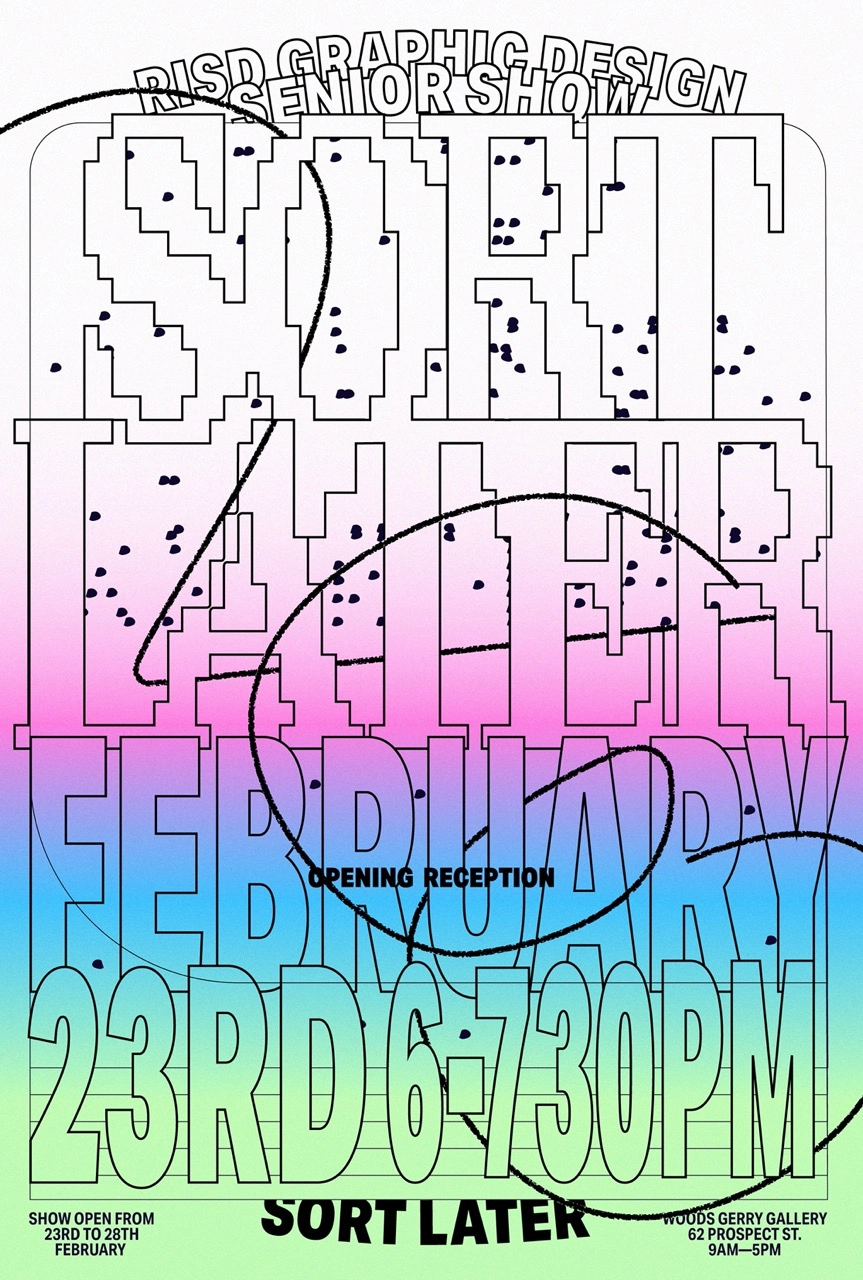 RISD GRAPHIC DESIGN
SENIOR SHOW
SORT
LATER
FEBRUARY
OPENING RECEPTION
23RD 6-730PM
SORT LATER
SHOW OPEN FROM
23RD TO 28TH
FEBRUARY
WOODS GERRY GALLERY
62 PROSPECT ST.
9AM—5PM